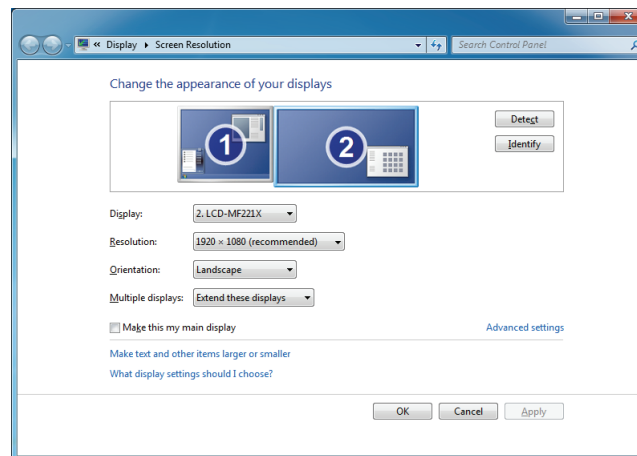 « Display ▸ Screen Resolution
Search Control Panel
Change the appearance of your displays
1
2
Detect
Identify
Display: 2. LCD-MF221X
Resolution: 1920 × 1080 (recommended)
Orientation: Landscape
Multiple displays: Extend these displays
Make this my main display
Advanced settings
Make text and other items larger or smaller
What display settings should I choose?
OK Cancel Apply